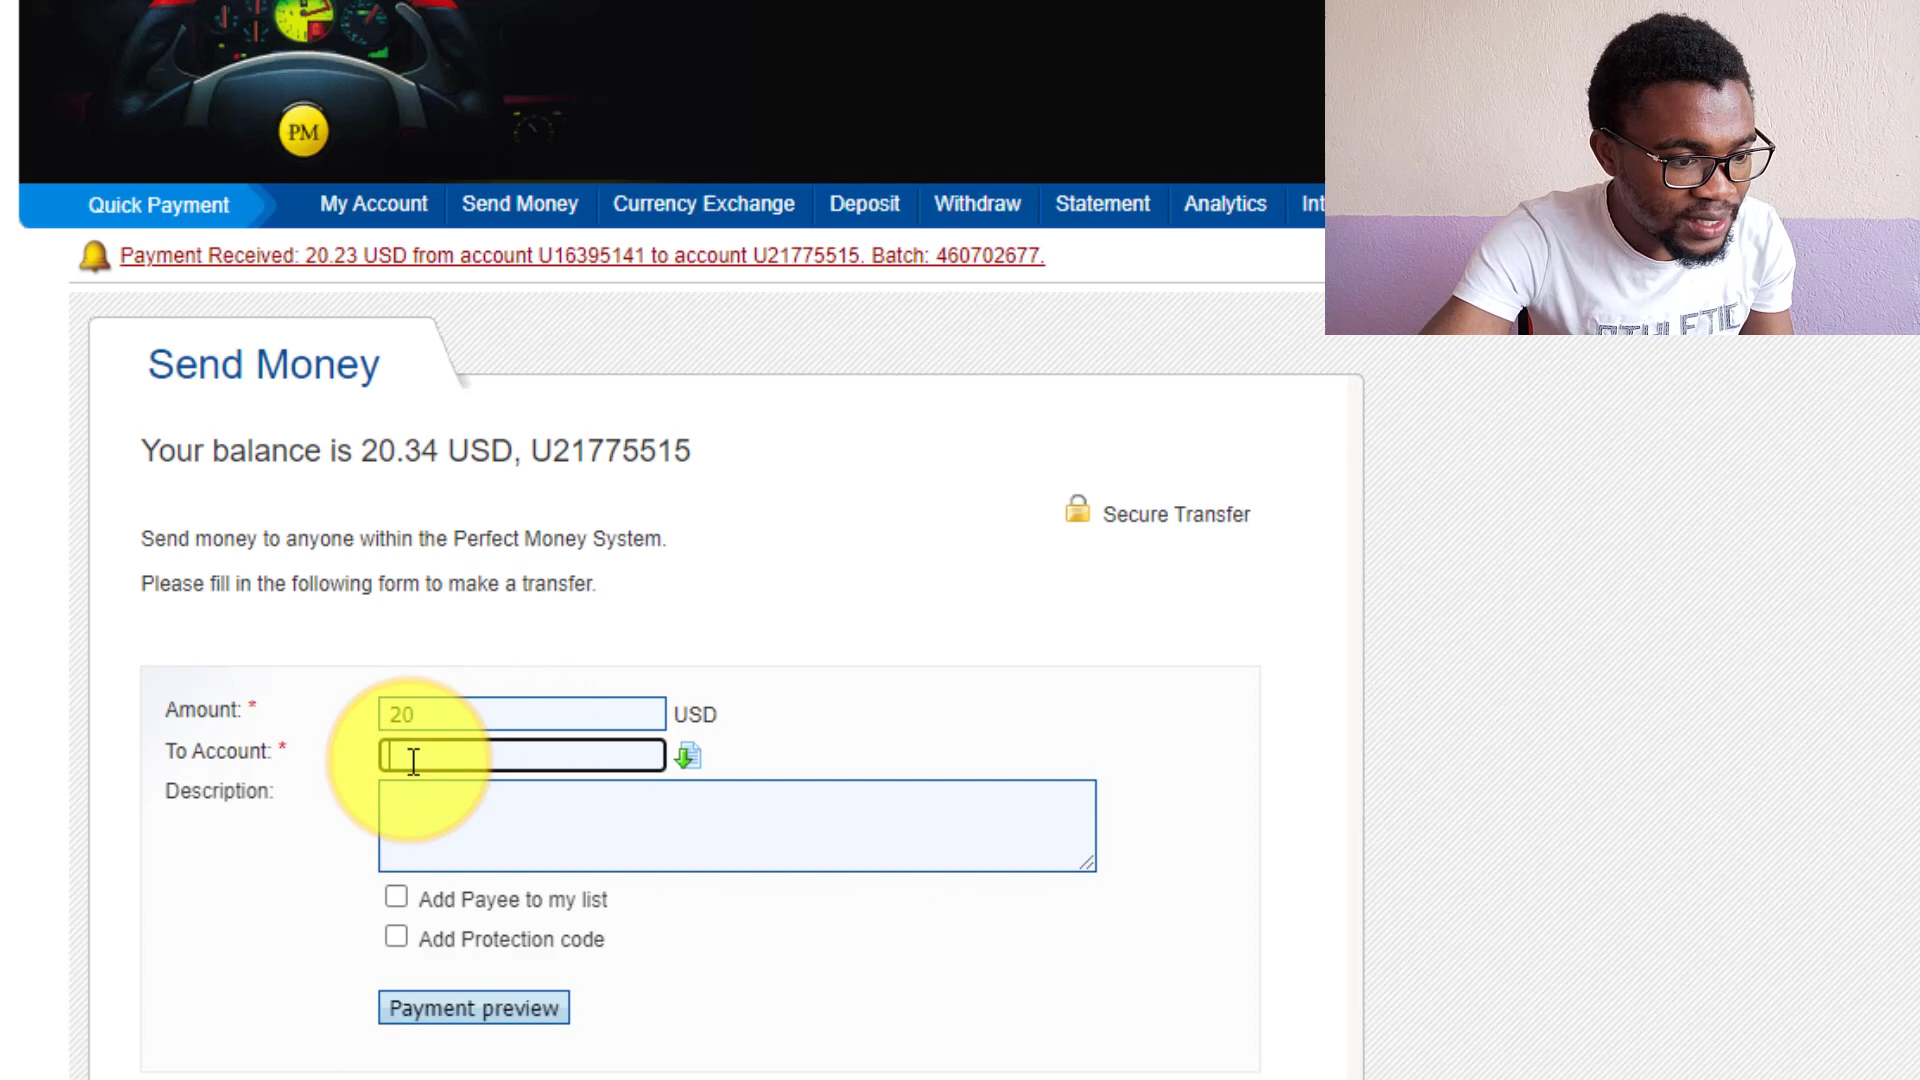 PM
Quick Payment
My Account
Send Money
Currency Exchange
Deposit
Withdraw
Statement
Analytics
Int
Payment Received: 20.23 USD from account U16395141 to account U21775515. Batch: 460702677.
Send Money
Your balance is 20.34 USD, U21775515
Secure Transfer
Send money to anyone within the Perfect Money System.
Please fill in the following form to make a transfer.
Amount: *
20
USD
To Account: *
Description:
Add Payee to my list
Add Protection code
Payment preview